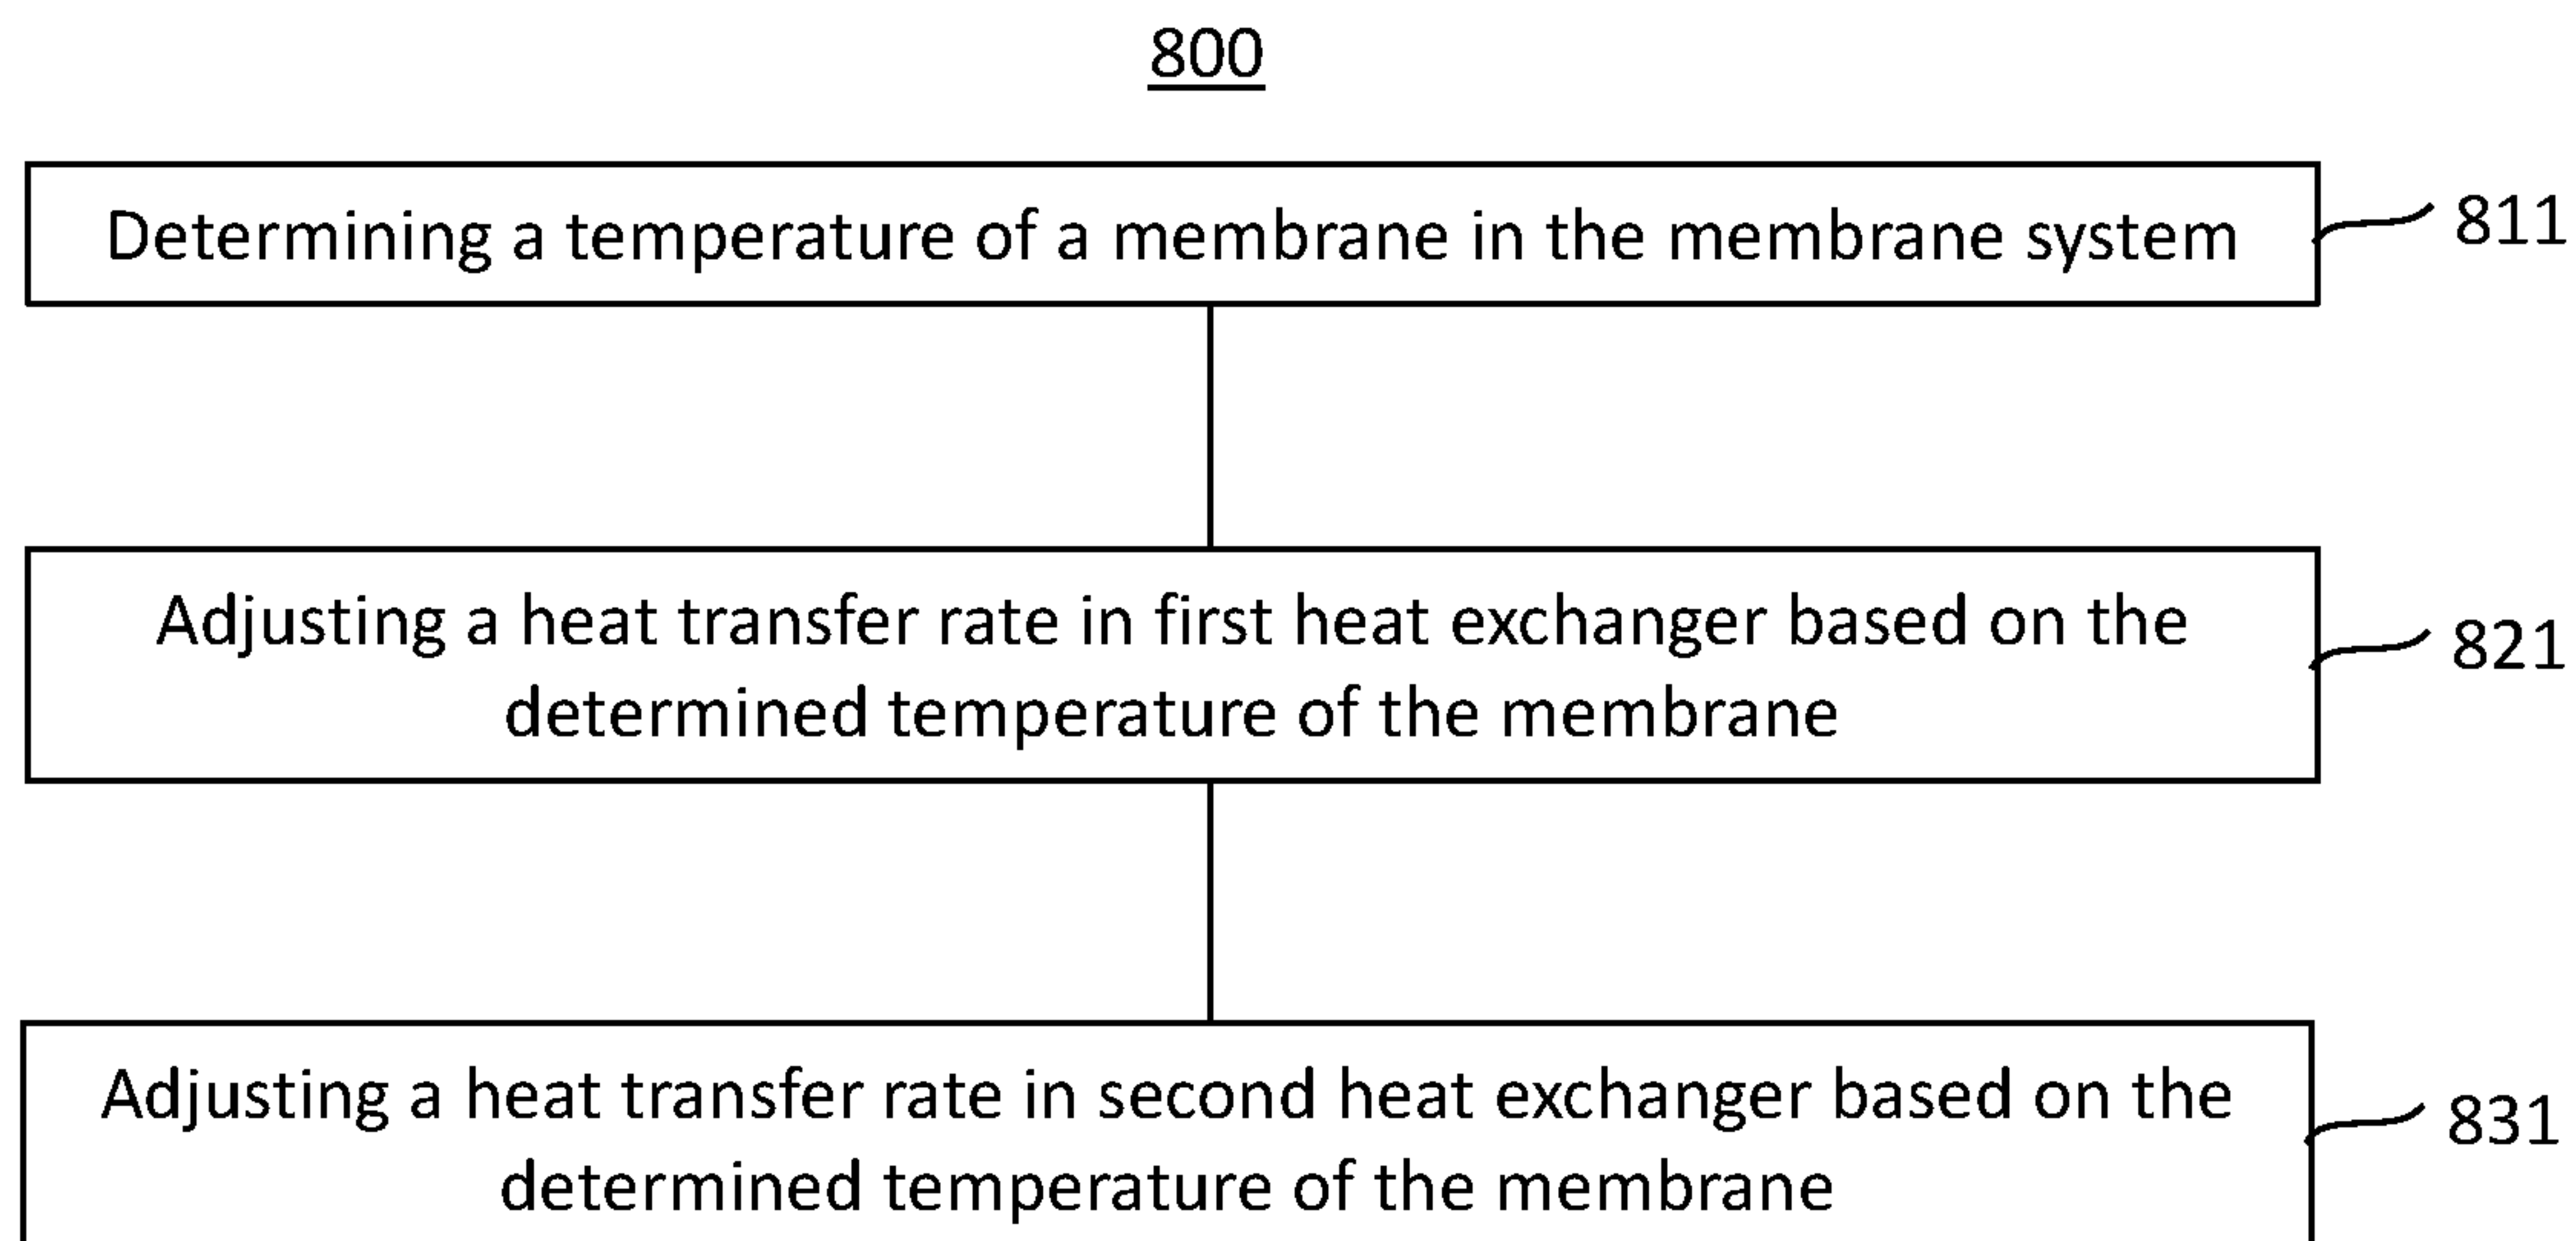 800
Determining a temperature of a membrane in the membrane system
811
Adjusting a heat transfer rate in first heat exchanger based on the
determined temperature of the membrane
821
Adjusting a heat transfer rate in second heat exchanger based on the
determined temperature of the membrane
831